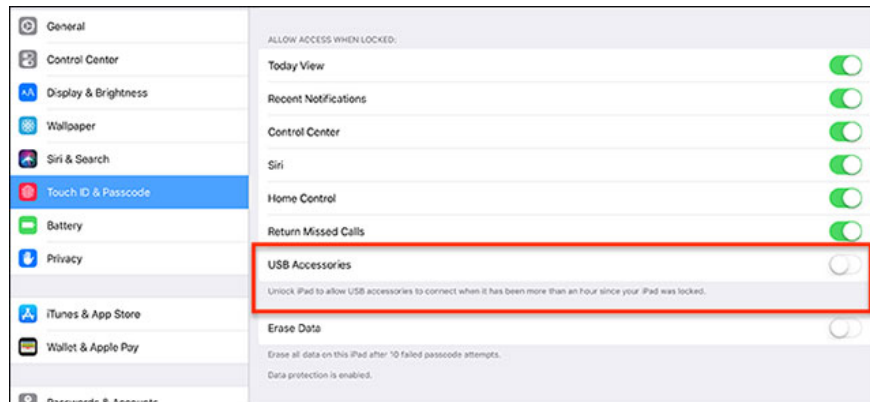 General
Control Center
Display & Brightness
Wallpaper
Siri & Search
Touch ID & Passcode
Battery
Privacy
iTunes & App Store
Wallet & Apple Pay
Passwords & Accounts
ALLOW ACCESS WHEN LOCKED:
Today View
Recent Notifications
Control Center
Siri
Home Control
Return Missed Calls
USB Accessories
Unlock iPad to allow USB accessories to connect when it has been more than an hour since your iPad was locked.
Erase Data
Erase all data on this iPad after 10 failed passcode attempts.
Data protection is enabled.